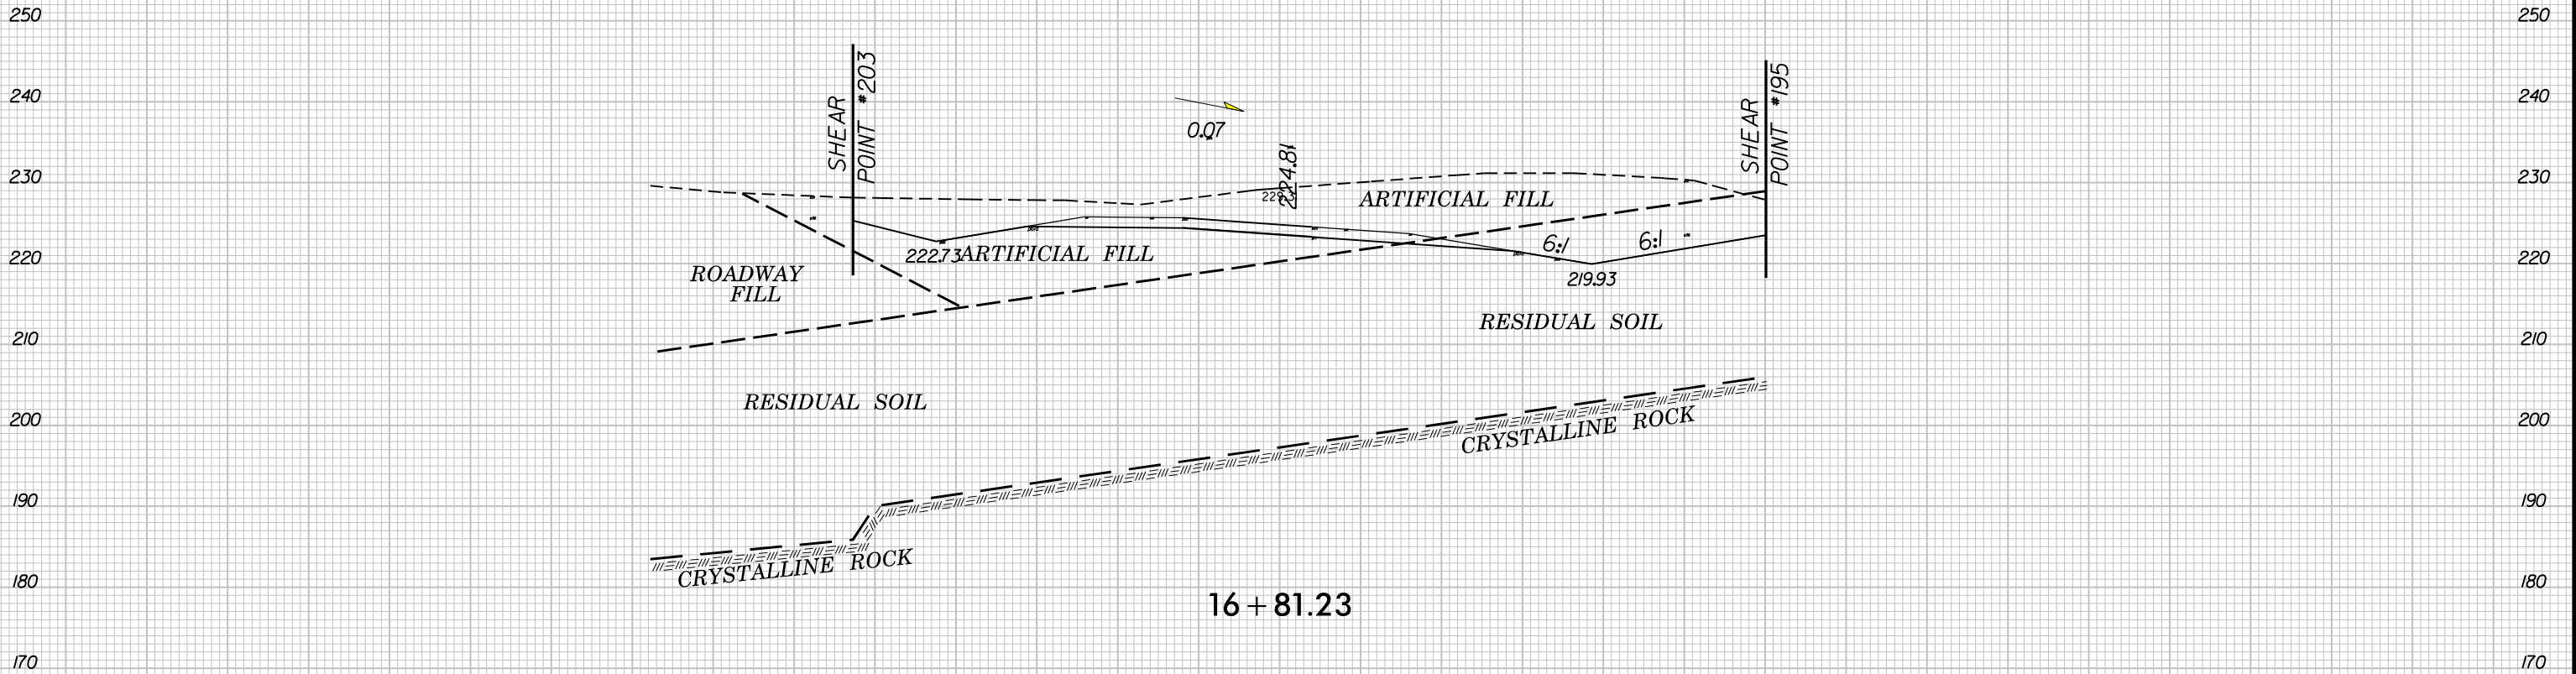 250 250
SHEAR POINT #203
SHEAR POINT #195
240 240
0.07
224.81
230 230
ARTIFICIAL FILL
222.73 ARTIFICIAL FILL
6:1 6:1
220 220
ROADWAY
FILL
219.93
RESIDUAL SOIL
210 210
RESIDUAL SOIL
200 200
CRYSTALLINE ROCK
190 190
CRYSTALLINE ROCK
180 180
16+81.23
170 170